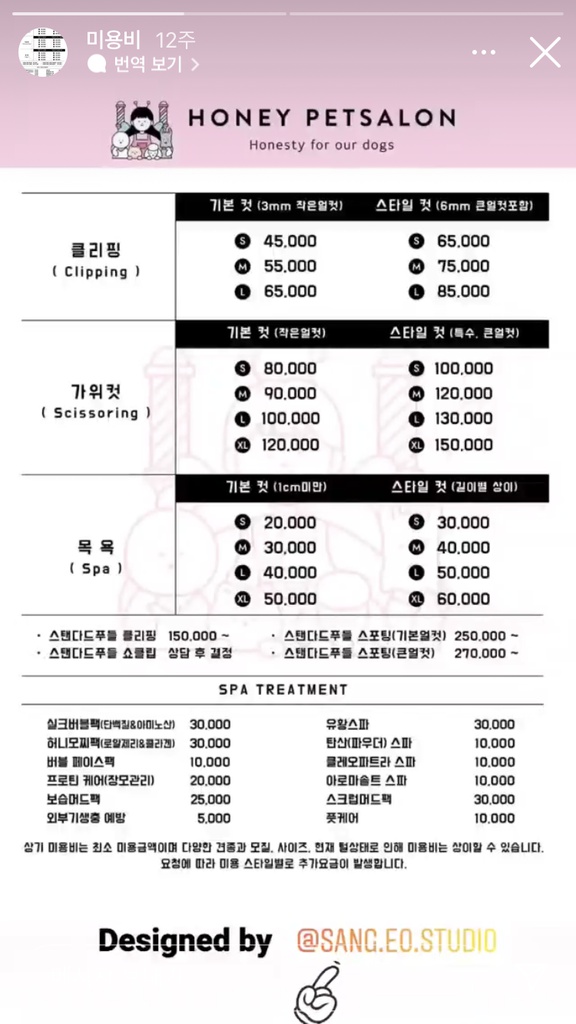 미용비 12주
번역 보기 >
HONEY PETSALON
Honesty for our dogs
기본 컷 (3mm 작은얼컷) 스타일 컷 (6mm 큰얼컷포함)
클리핑
( Clipping )
S 45,000 S 65,000
M 55,000 M 75,000
L 65,000 L 85,000
기본 컷 (작은얼컷) 스타일 컷 (특수, 큰얼컷)
가위컷
( Scissoring )
S 80,000 S 100,000
M 90,000 M 120,000
L 100,000 L 130,000
XL 120,000 XL 150,000
기본 컷 (1cm미만) 스타일 컷 (길이별 상이)
목 욕
( Spa )
S 20,000 S 30,000
M 30,000 M 40,000
L 40,000 L 50,000
XL 50,000 XL 60,000
· 스탠다드푸들 클리핑 150,000 ~ · 스탠다드푸들 스포팅(기본얼컷) 250,000 ~
· 스탠다드푸들 쇼클립 상담 후 결정 · 스탠다드푸들 스포팅(큰얼컷) 270,000 ~
SPA TREATMENT
실크버블팩(단백질&아미노산) 30,000 유황스파 30,000
허니모찌팩(로얄제리&콜라겐) 30,000 탄산(파우더) 스파 10,000
버블 페이스팩 10,000 클레오파트라 스파 10,000
프로틴 케어(장모관리) 20,000 아로마솔트 스파 10,000
보습머드팩 25,000 스크럽머드팩 30,000
외부기생충 예방 5,000 풋케어 10,000
상기 미용비는 최소 미용금액이며 다양한 견종과 모질, 사이즈, 현재 털상태로 인해 미용비는 상이할 수 있습니다.
요청에 따라 미용 스타일별로 추가요금이 발생합니다.
Designed by @SANG.EO.STUDIO